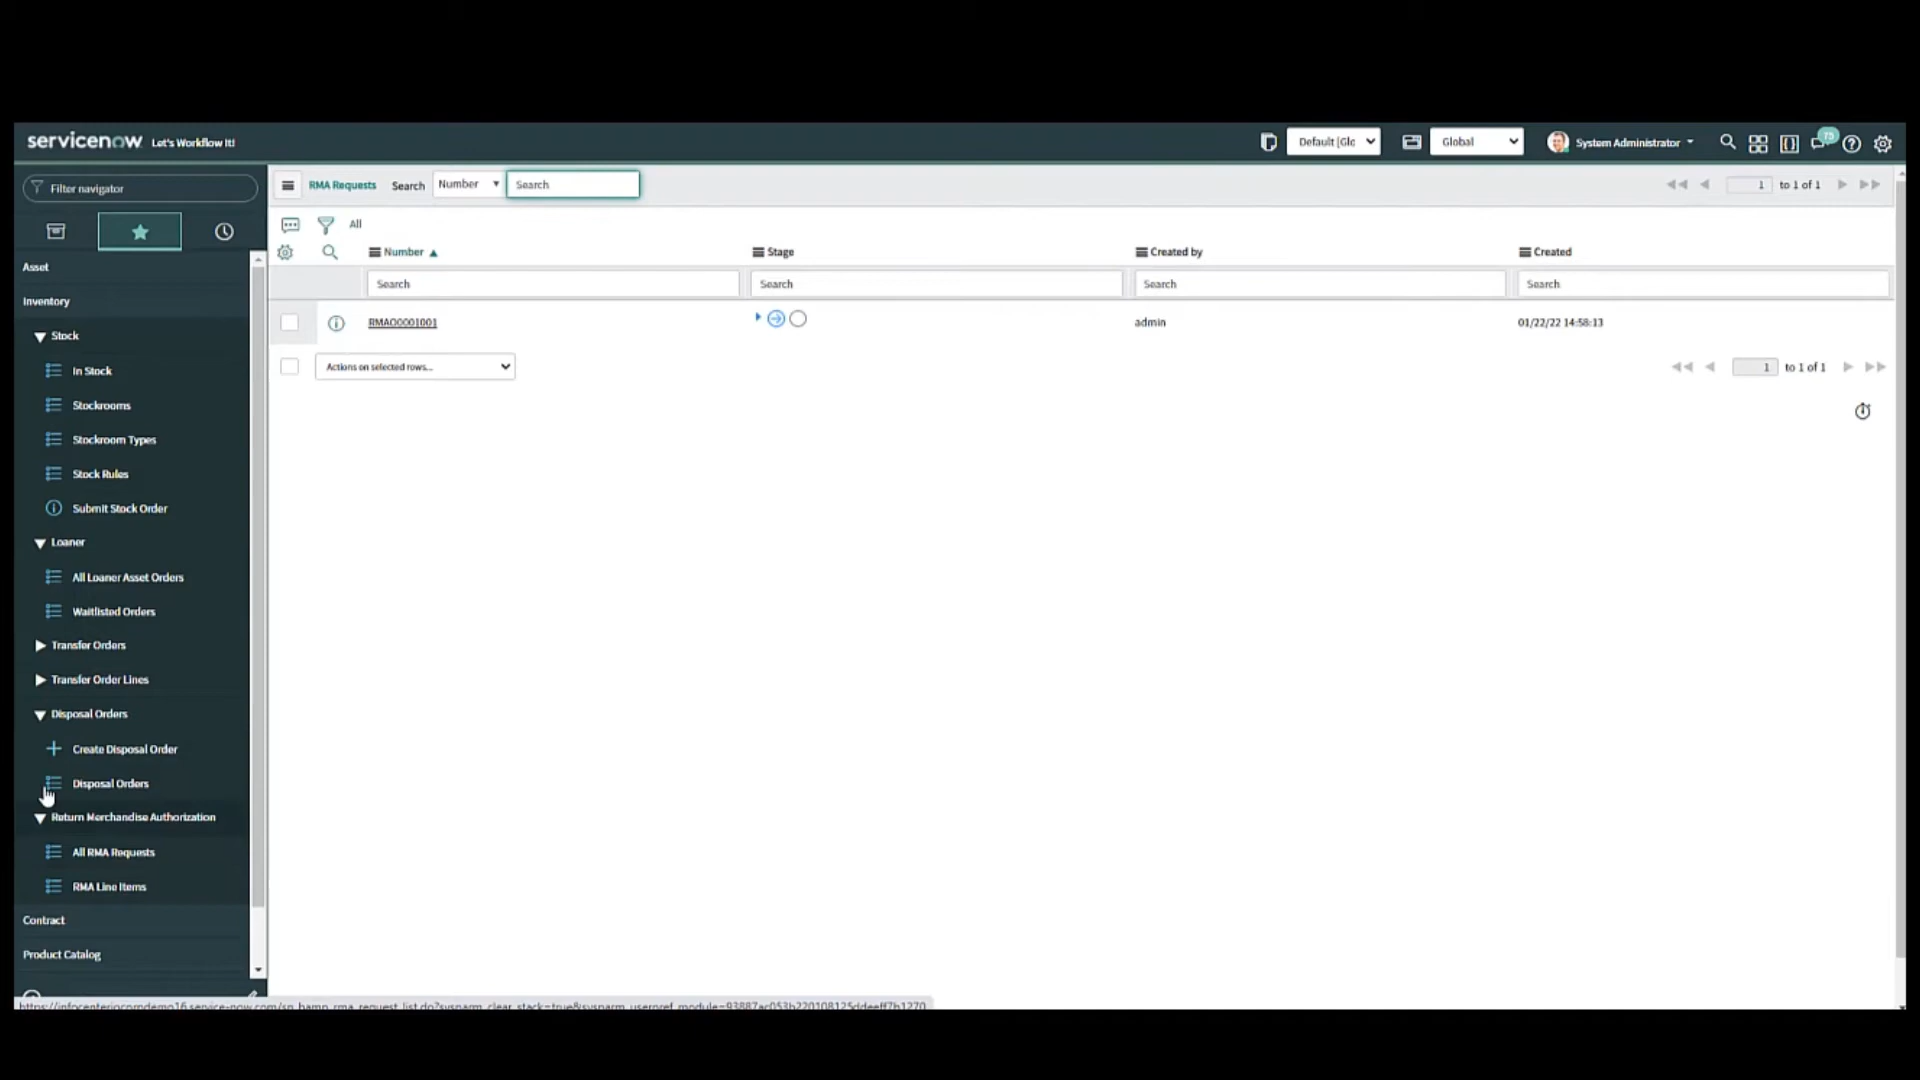 servicenow Let's Workflow It!
Default [Glo
Global
System Administrator
75
Filter navigator
RMA Requests Search Number Search
1 to 1 of 1
All
Asset
Number Stage Created by Created
Search Search Search Search
Inventory
RMA00001001 admin 01/22/22 14:58:13
Stock
Actions on selected rows... 1 to 1 of 1
In Stock
Stockrooms
Stockroom Types
Stock Rules
Submit Stock Order
Loaner
All Loaner Asset Orders
Waitlisted Orders
Transfer Orders
Transfer Order Lines
Disposal Orders
Create Disposal Order
Disposal Orders
Return Merchandise Authorization
All RMA Requests
RMA Line Items
Contract
Product Catalog